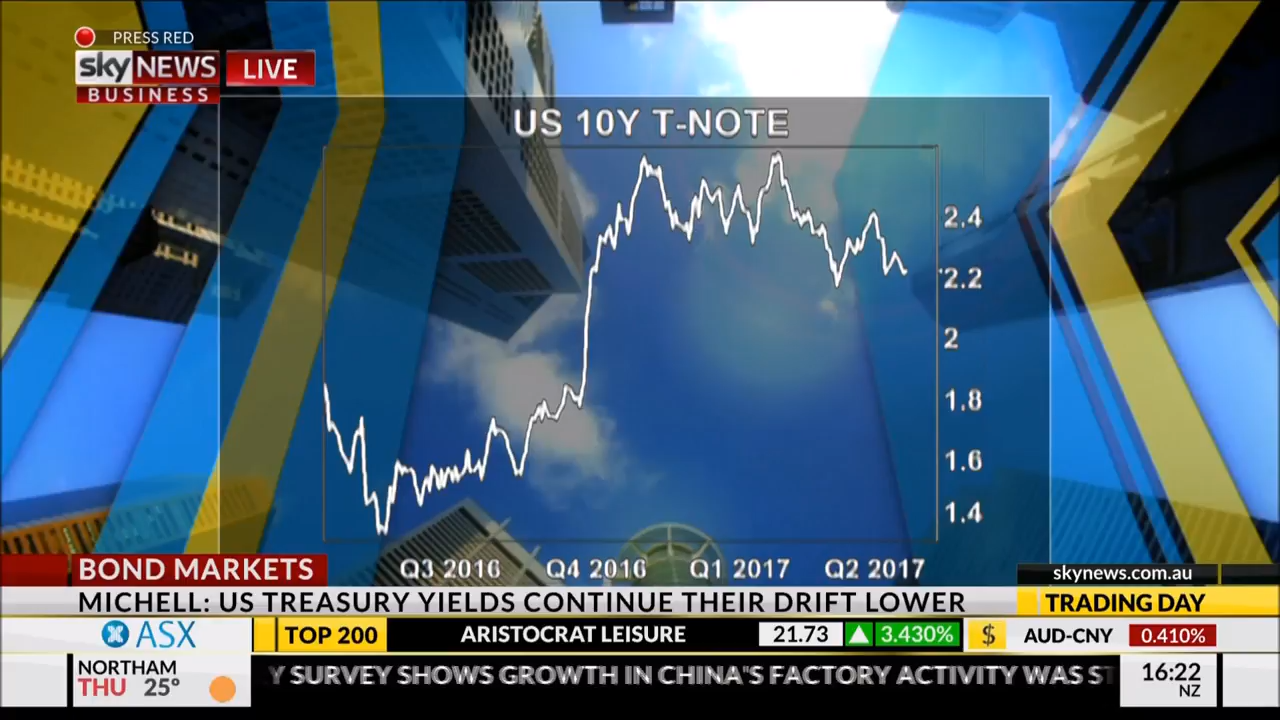 PRESS RED
sky NEWS
LIVE
BUSINESS
US 10Y T-NOTE
2.4
2.2
2
1.8
1.6
1.4
Q3 2016 Q4 2016 Q1 2017 Q2 2017
BOND MARKETS
skynews.com.au
MICHELL: US TREASURY YIELDS CONTINUE THEIR DRIFT LOWER
TRADING DAY
ASX TOP 200 ARISTOCRAT LEISURE 21.73 3.430% $ AUD-CNY 0.410%
NORTHAM
THU 25°
Y SURVEY SHOWS GROWTH IN CHINA'S FACTORY ACTIVITY WAS ST
16:22
NZ